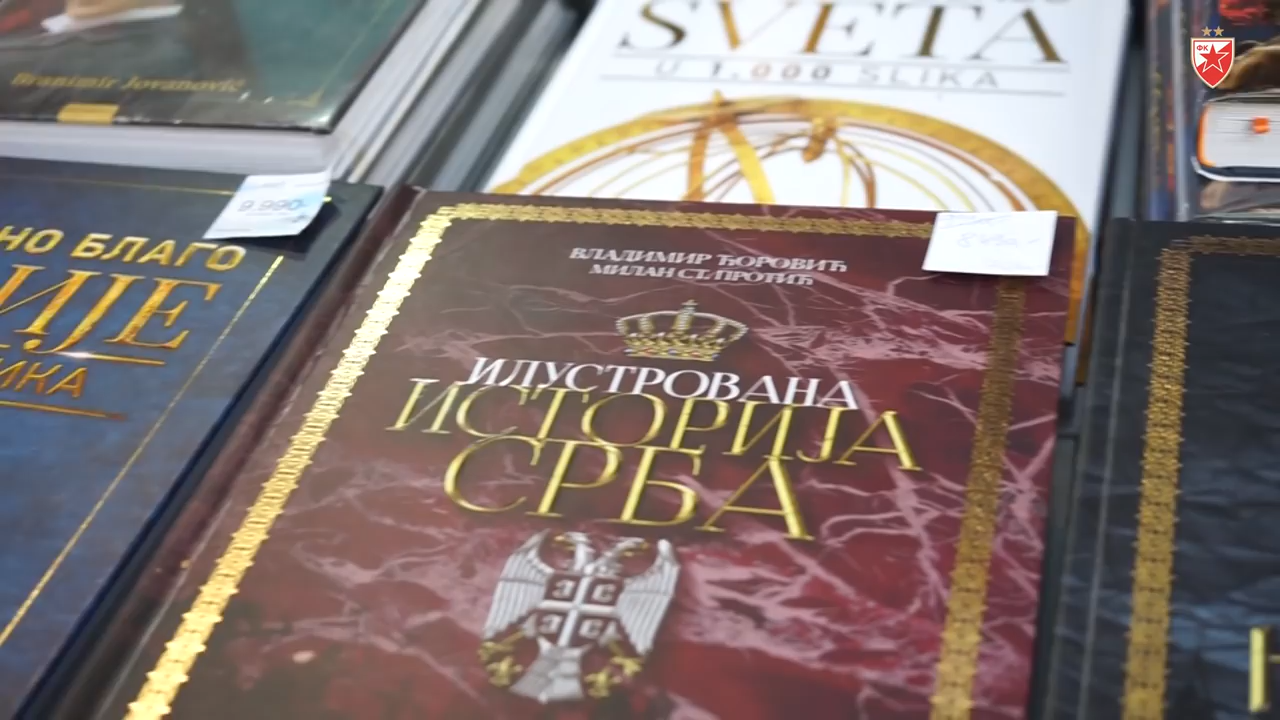 SVETA
U 1.000 SLIKA
Branimir Jovanović
9.990
НО БЛАГО
ИЈЕ
ИКА
ВЛАДИМИР ЋОРОВИЋ
МИЛАН СТ. ПРОТИЋ
ИЛУСТРОВАНА
ИСТОРИЈА
СРБА
ФК